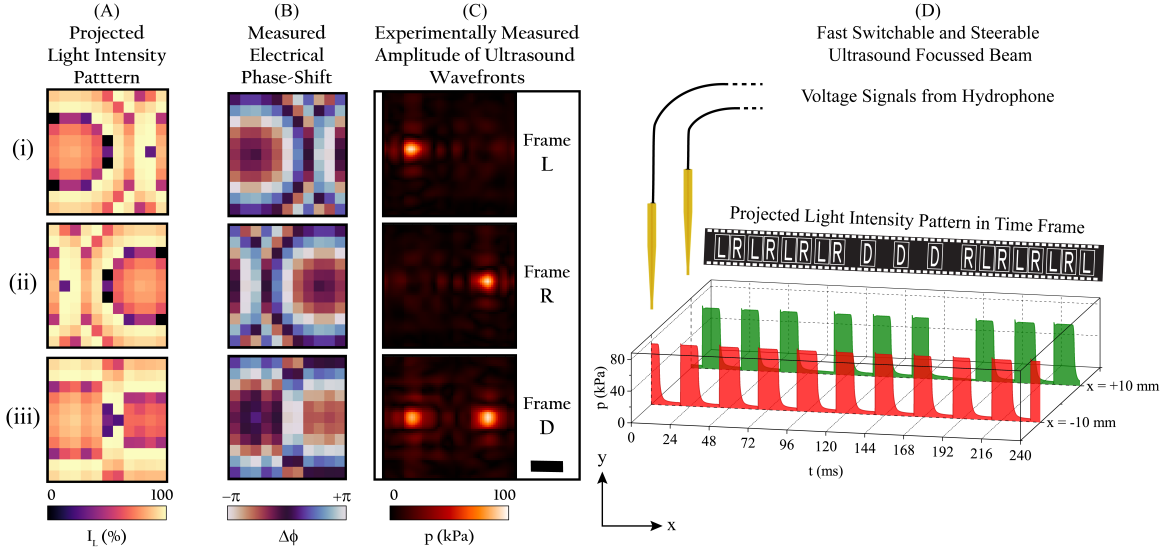 (A)
Projected
Light Intensity
Patttern
(B)
Measured
Electrical
Phase-Shift
(C)
Experimentally Measured
Amplitude of Ultrasound
Wavefronts
(D)
Fast Switchable and Steerable
Ultrasound Focussed Beam
Voltage Signals from Hydrophone
(i)
Frame
L
(ii)
Frame
R
(iii)
Frame
D
0 100
I_L (%)
−π +π
Δϕ
0 100
p (kPa)
Projected Light Intensity Pattern in Time Frame
L R L R L R L R D D D R L R L R L R L
80
40
0
p (kPa)
0 24 48 72 96 120 144 168 192 216 240
t (ms)
x = +10 mm
x = -10 mm
y
x